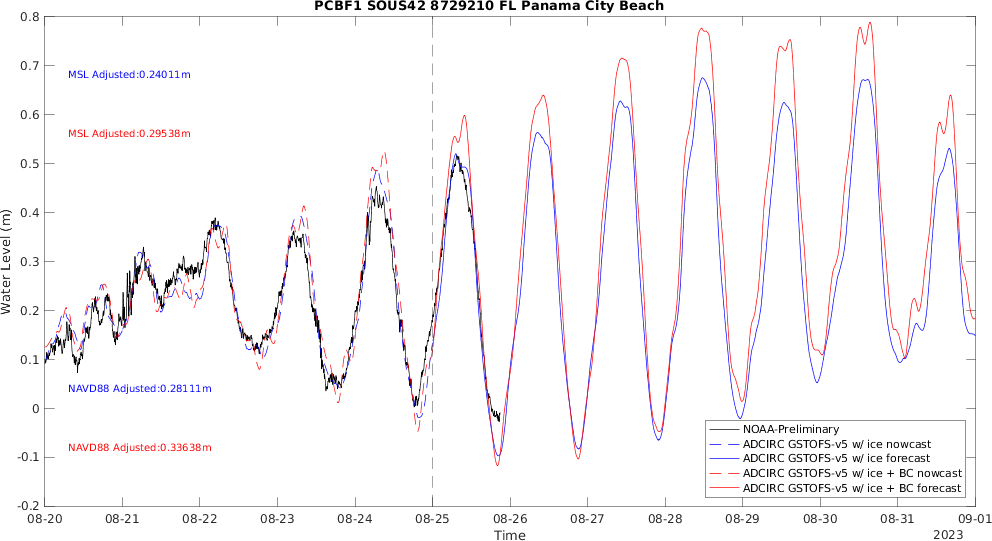 PCBF1 SOUS42 8729210 FL Panama City Beach
0.8
0.7
0.6
0.5
0.4
0.3
0.2
0.1
0
-0.1
-0.2
Water Level (m)
MSL Adjusted:0.24011m
MSL Adjusted:0.29538m
NAVD88 Adjusted:0.28111m
NAVD88 Adjusted:0.33638m
NOAA-Preliminary
ADCIRC GSTOFS-v5 w/ ice nowcast
ADCIRC GSTOFS-v5 w/ ice forecast
ADCIRC GSTOFS-v5 w/ ice + BC nowcast
ADCIRC GSTOFS-v5 w/ ice + BC forecast
08-20 08-21 08-22 08-23 08-24 08-25 08-26 08-27 08-28 08-29 08-30 08-31 09-01
Time
2023